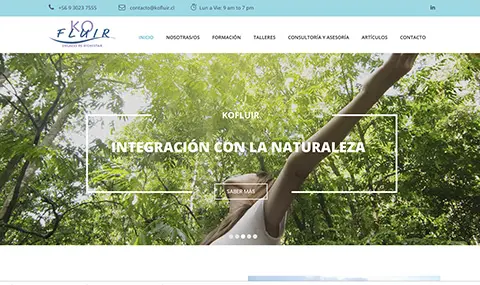 +56 9 3023 7555 contacto@kofluir.cl Lun a Vie: 9 am to 7 pm in
KO
FLUIR
INICIO NOSOTRAS/OS FORMACIÓN TALLERES CONSULTORÍA Y ASESORÍA ARTÍCULOS CONTACTO
KOFLUIR
INTEGRACIÓN CON LA NATURALEZA
SABER MÁS